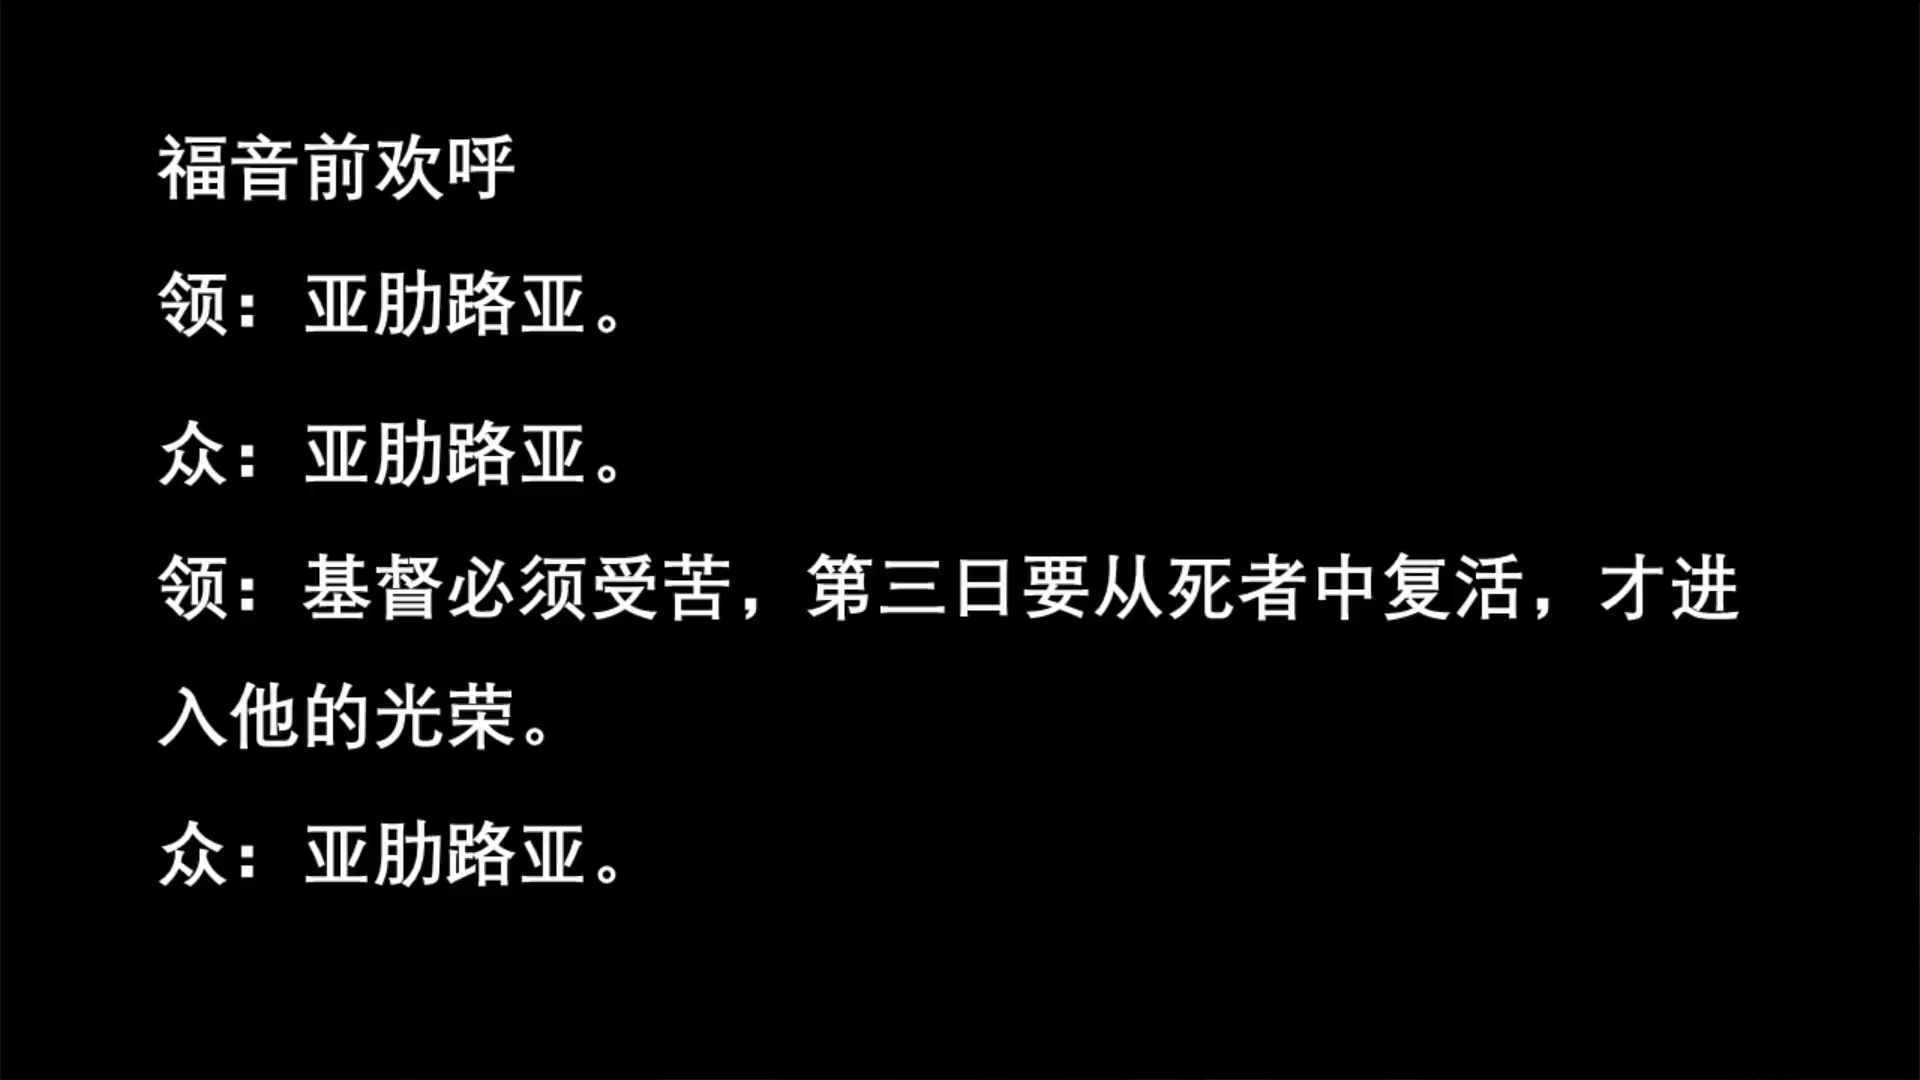 福音前欢呼
领：亚肋路亚。
众：亚肋路亚。
领：基督必须受苦，第三日要从死者中复活，才进
入他的光荣。
众：亚肋路亚。